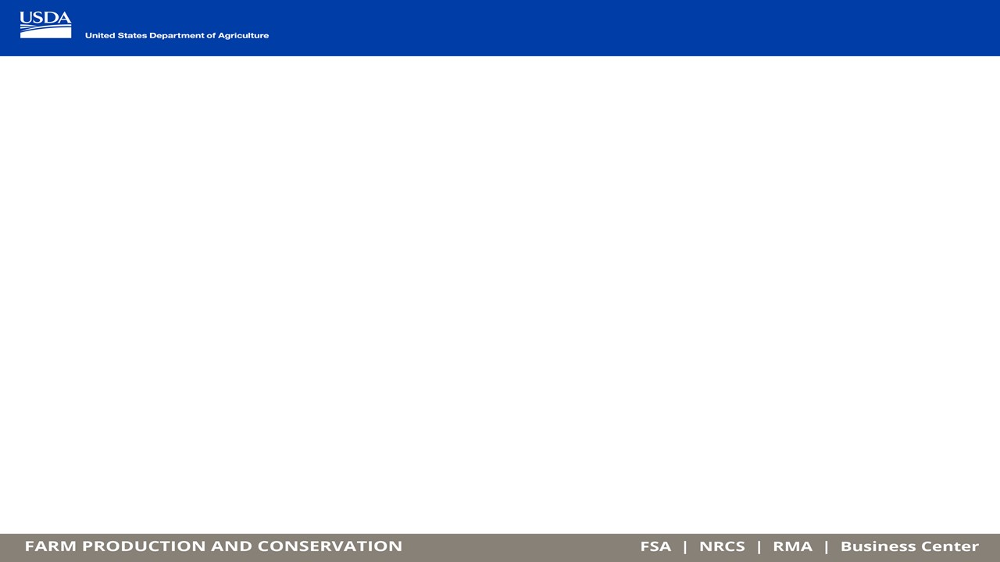 USDA
United States Department of Agriculture
FARM PRODUCTION AND CONSERVATION
FSA | NRCS | RMA | Business Center